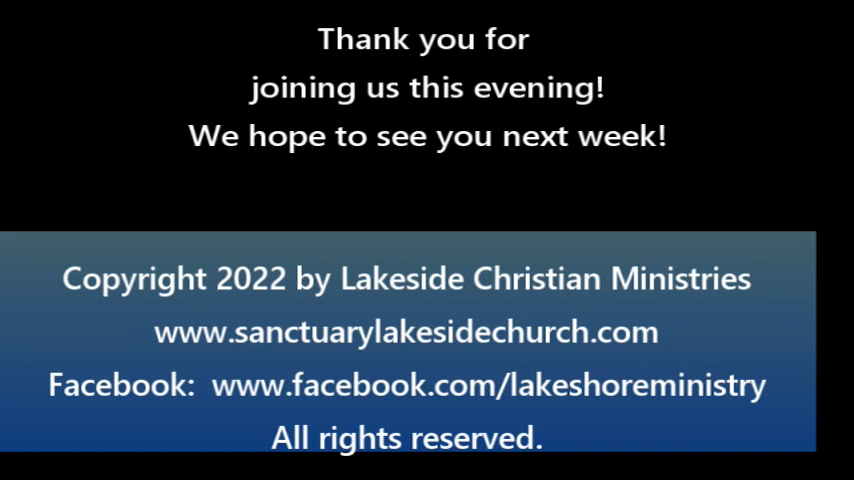 Thank you for
joining us this evening!
We hope to see you next week!
Copyright 2022 by Lakeside Christian Ministries
www.sanctuarylakesidechurch.com
Facebook:  www.facebook.com/lakeshoreministry
All rights reserved.